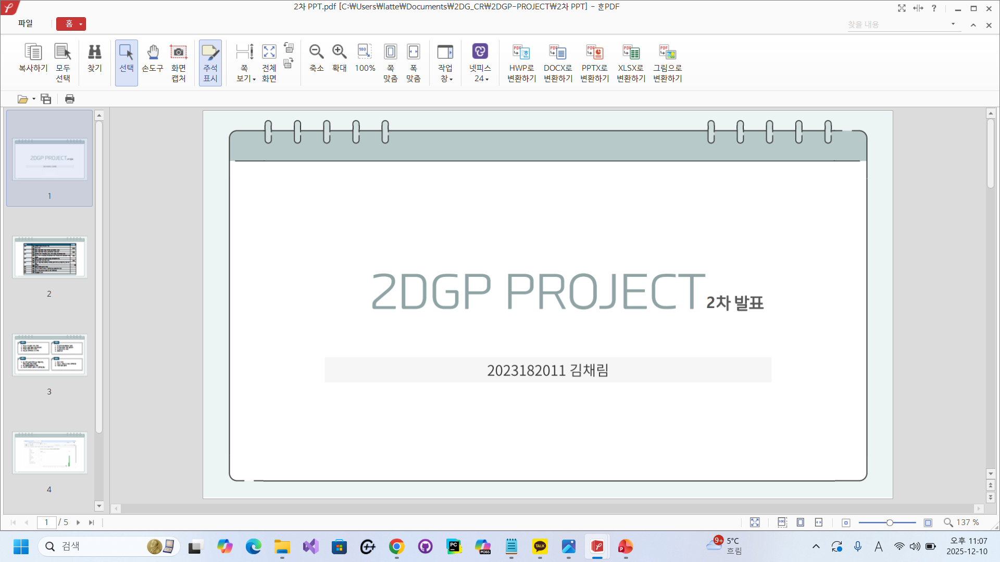 2차 PPT.pdf [C:₩Users₩latte₩Documents₩2DG_CR₩2DGP-PROJECT₩2차 PPT] - 혼PDF
파일
홈
찾을 내용
복사하기
모두 선택
찾기
선택
손도구
화면 캡처
주석 표시
쪽 보기
전체 화면
축소
확대
100%
쪽 맞춤
폭 맞춤
작업 창
넷피스 24
HWP로 변환하기
DOCX로 변환하기
PPTX로 변환하기
XLSX로 변환하기
그림으로 변환하기
2DGP PROJECT
1
2
3
4
2DGP PROJECT 2차 발표
2023182011 김채림
1 / 5
137 %
검색
PC
M365
TALK
9+
5°C
흐림
A
오후 11:07
2025-12-10